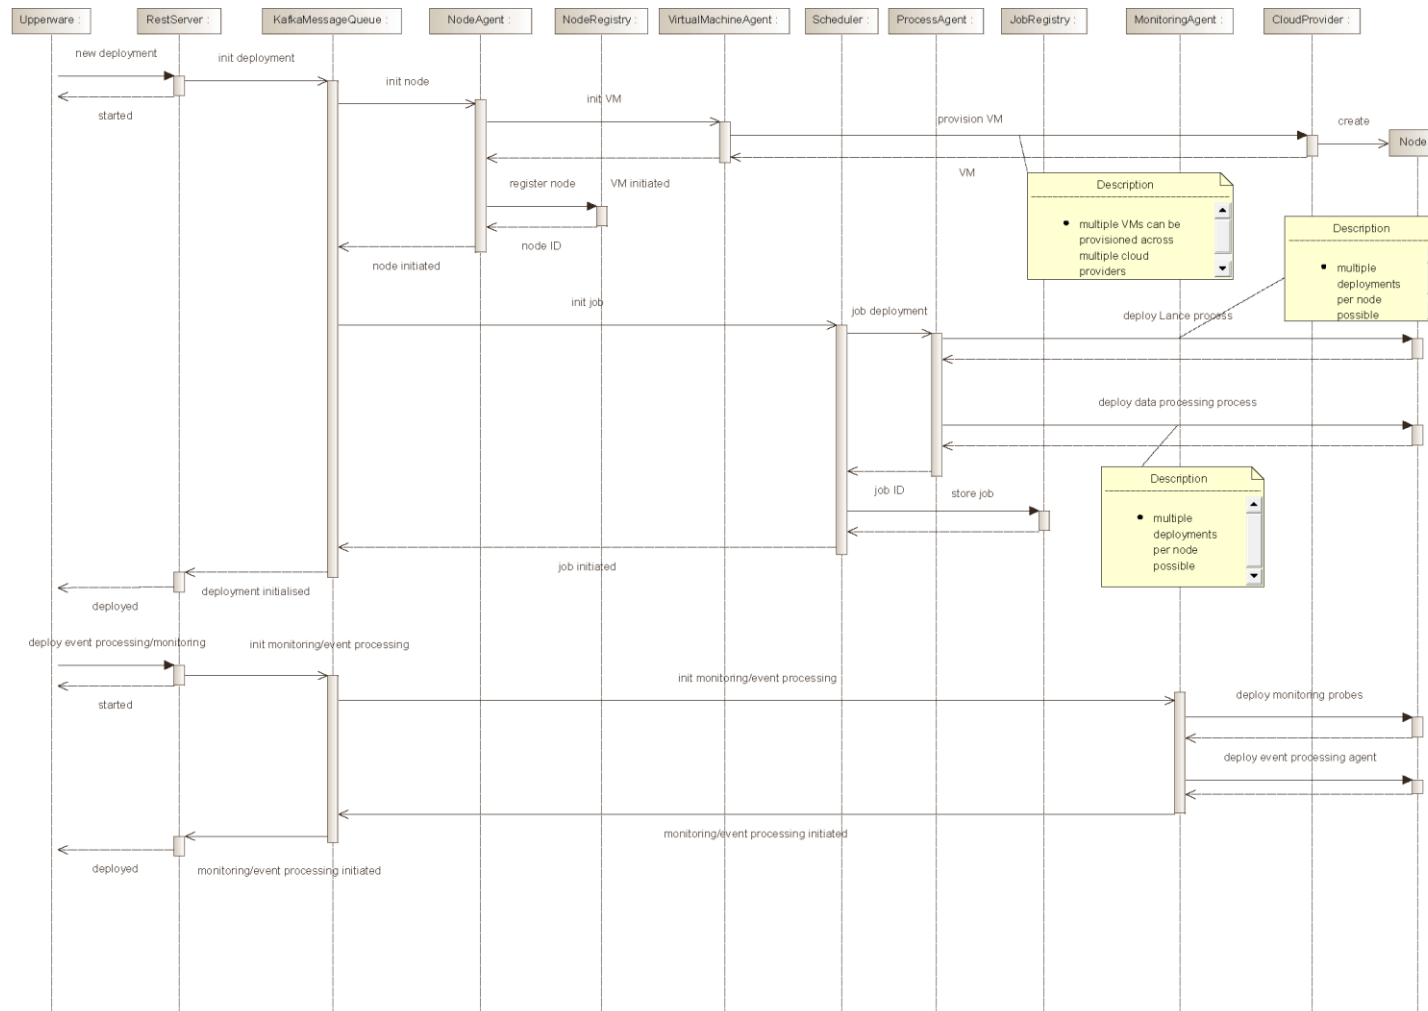 Upperware :
RestServer :
KafkaMessageQueue :
NodeAgent :
NodeRegistry :
VirtualMachineAgent :
Scheduler :
ProcessAgent :
JobRegistry :
MonitoringAgent :
CloudProvider :
new deployment
init deployment
started
init node
init VM
provision VM
create
Node
VM
register node
VM initiated
node ID
node initiated
Description
multiple VMs can be
provisioned across
multiple cloud
providers
Description
multiple
deployments
per node
possible
init job
job deployment
deploy Lance process
deploy data processing process
Description
multiple
deployments
per node
possible
job ID
store job
job initiated
deployment initialised
deployed
deploy event processing/monitoring
init monitoring/event processing
init monitoring/event processing
started
deploy monitoring probes
deploy event processing agent
monitoring/event processing initiated
deployed
monitoring/event processing initiated